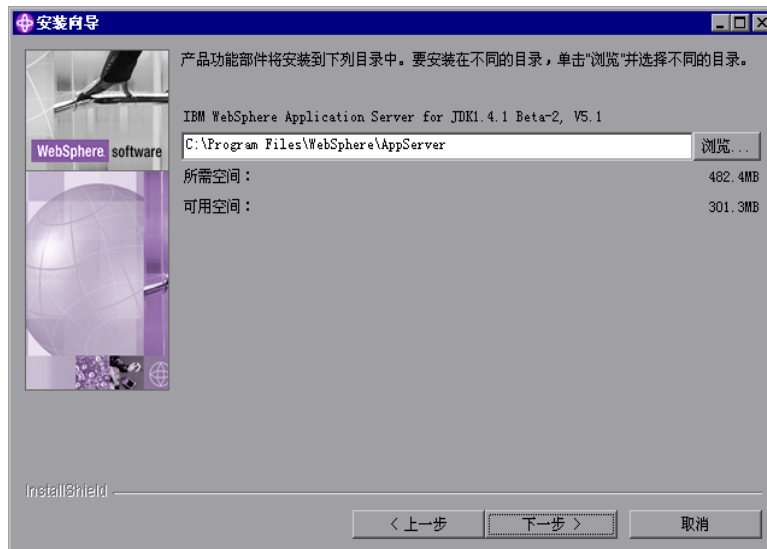 安装向导
产品功能部件将安装到下列目录中。要安装在不同的目录,单击"浏览"并选择不同的目录。
WebSphere software
IBM WebSphere Application Server for JDK1.4.1 Beta-2, V5.1
C:\Program Files\WebSphere\AppServer
浏览...
所需空间: 482.4MB
可用空间: 301.3MB
InstallShield
< 上一步
下一步 >
取消